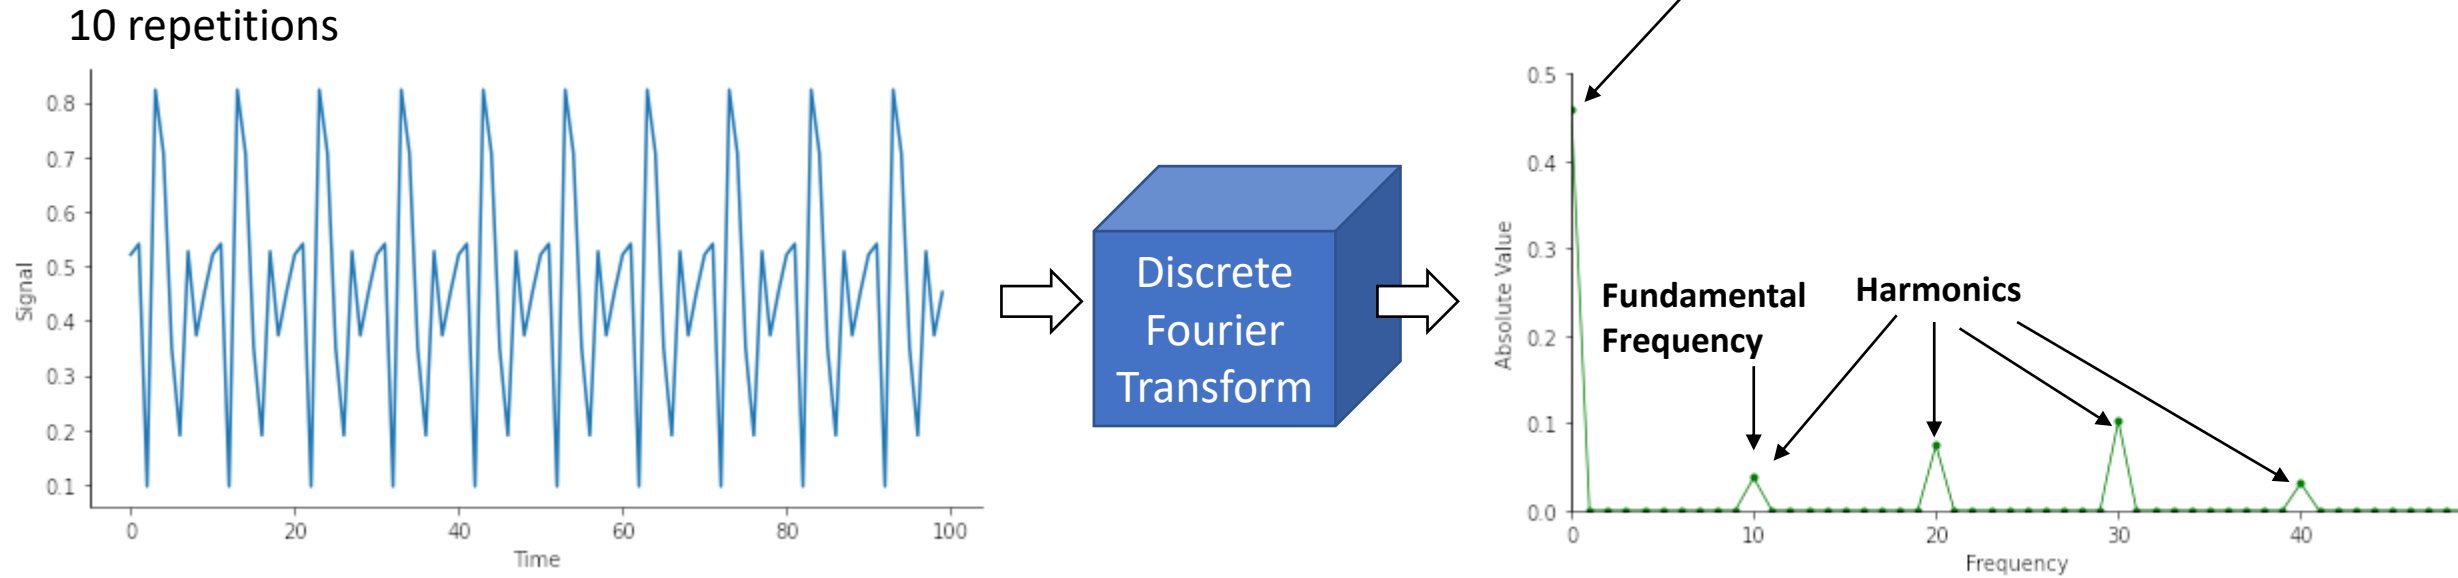 10 repetitions
0.8
0.7
0.6
0.5
0.4
0.3
0.2
0.1
Signal
0 20 40 60 80 100
Time
Discrete
Fourier
Transform
0.5
0.4
0.3
0.2
0.1
0.0
Absolute Value
Fundamental
Frequency
Harmonics
0 10 20 30 40
Frequency